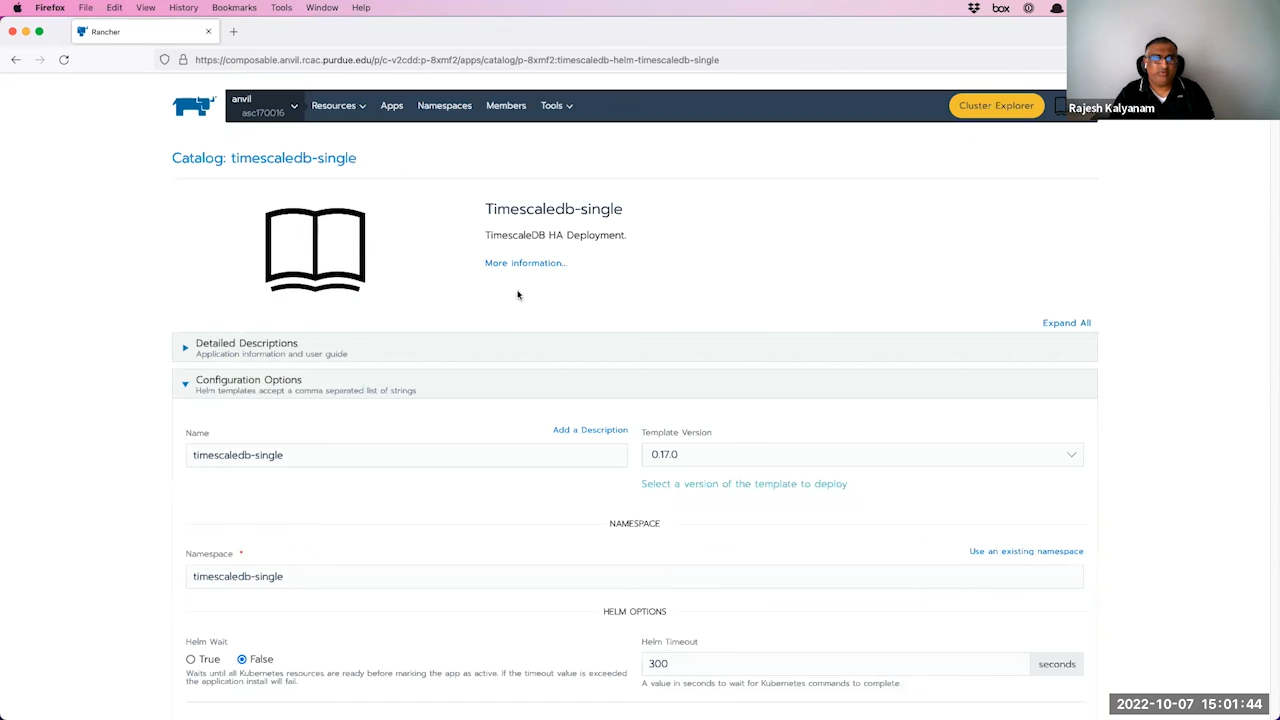 Firefox File Edit View History Bookmarks Tools Window Help box
Rancher
https://composable.anvil.rcac.purdue.edu/p/c-v2cdd:p-8xmf2/apps/catalog/p-8xmf2:timescaledb-helm-timescaledb-single
anvil
asc170016
Resources Apps Namespaces Members Tools Cluster Explorer
Rajesh Kalyanam
Catalog: timescaledb-single
Timescaledb-single
TimescaleDB HA Deployment.
More information...
Expand All
Detailed Descriptions
Application information and user guide
Configuration Options
Helm templates accept a comma separated list of strings
Name Add a Description
timescaledb-single
Template Version
0.17.0
Select a version of the template to deploy
NAMESPACE
Namespace * Use an existing namespace
timescaledb-single
HELM OPTIONS
Helm Wait
True False
Waits until all Kubernetes resources are ready before marking the app as active. If the timeout value is exceeded
the application install will fail.
Helm Timeout
300 seconds
A value in seconds to wait for Kubernetes commands to complete
2022-10-07 15:01:44